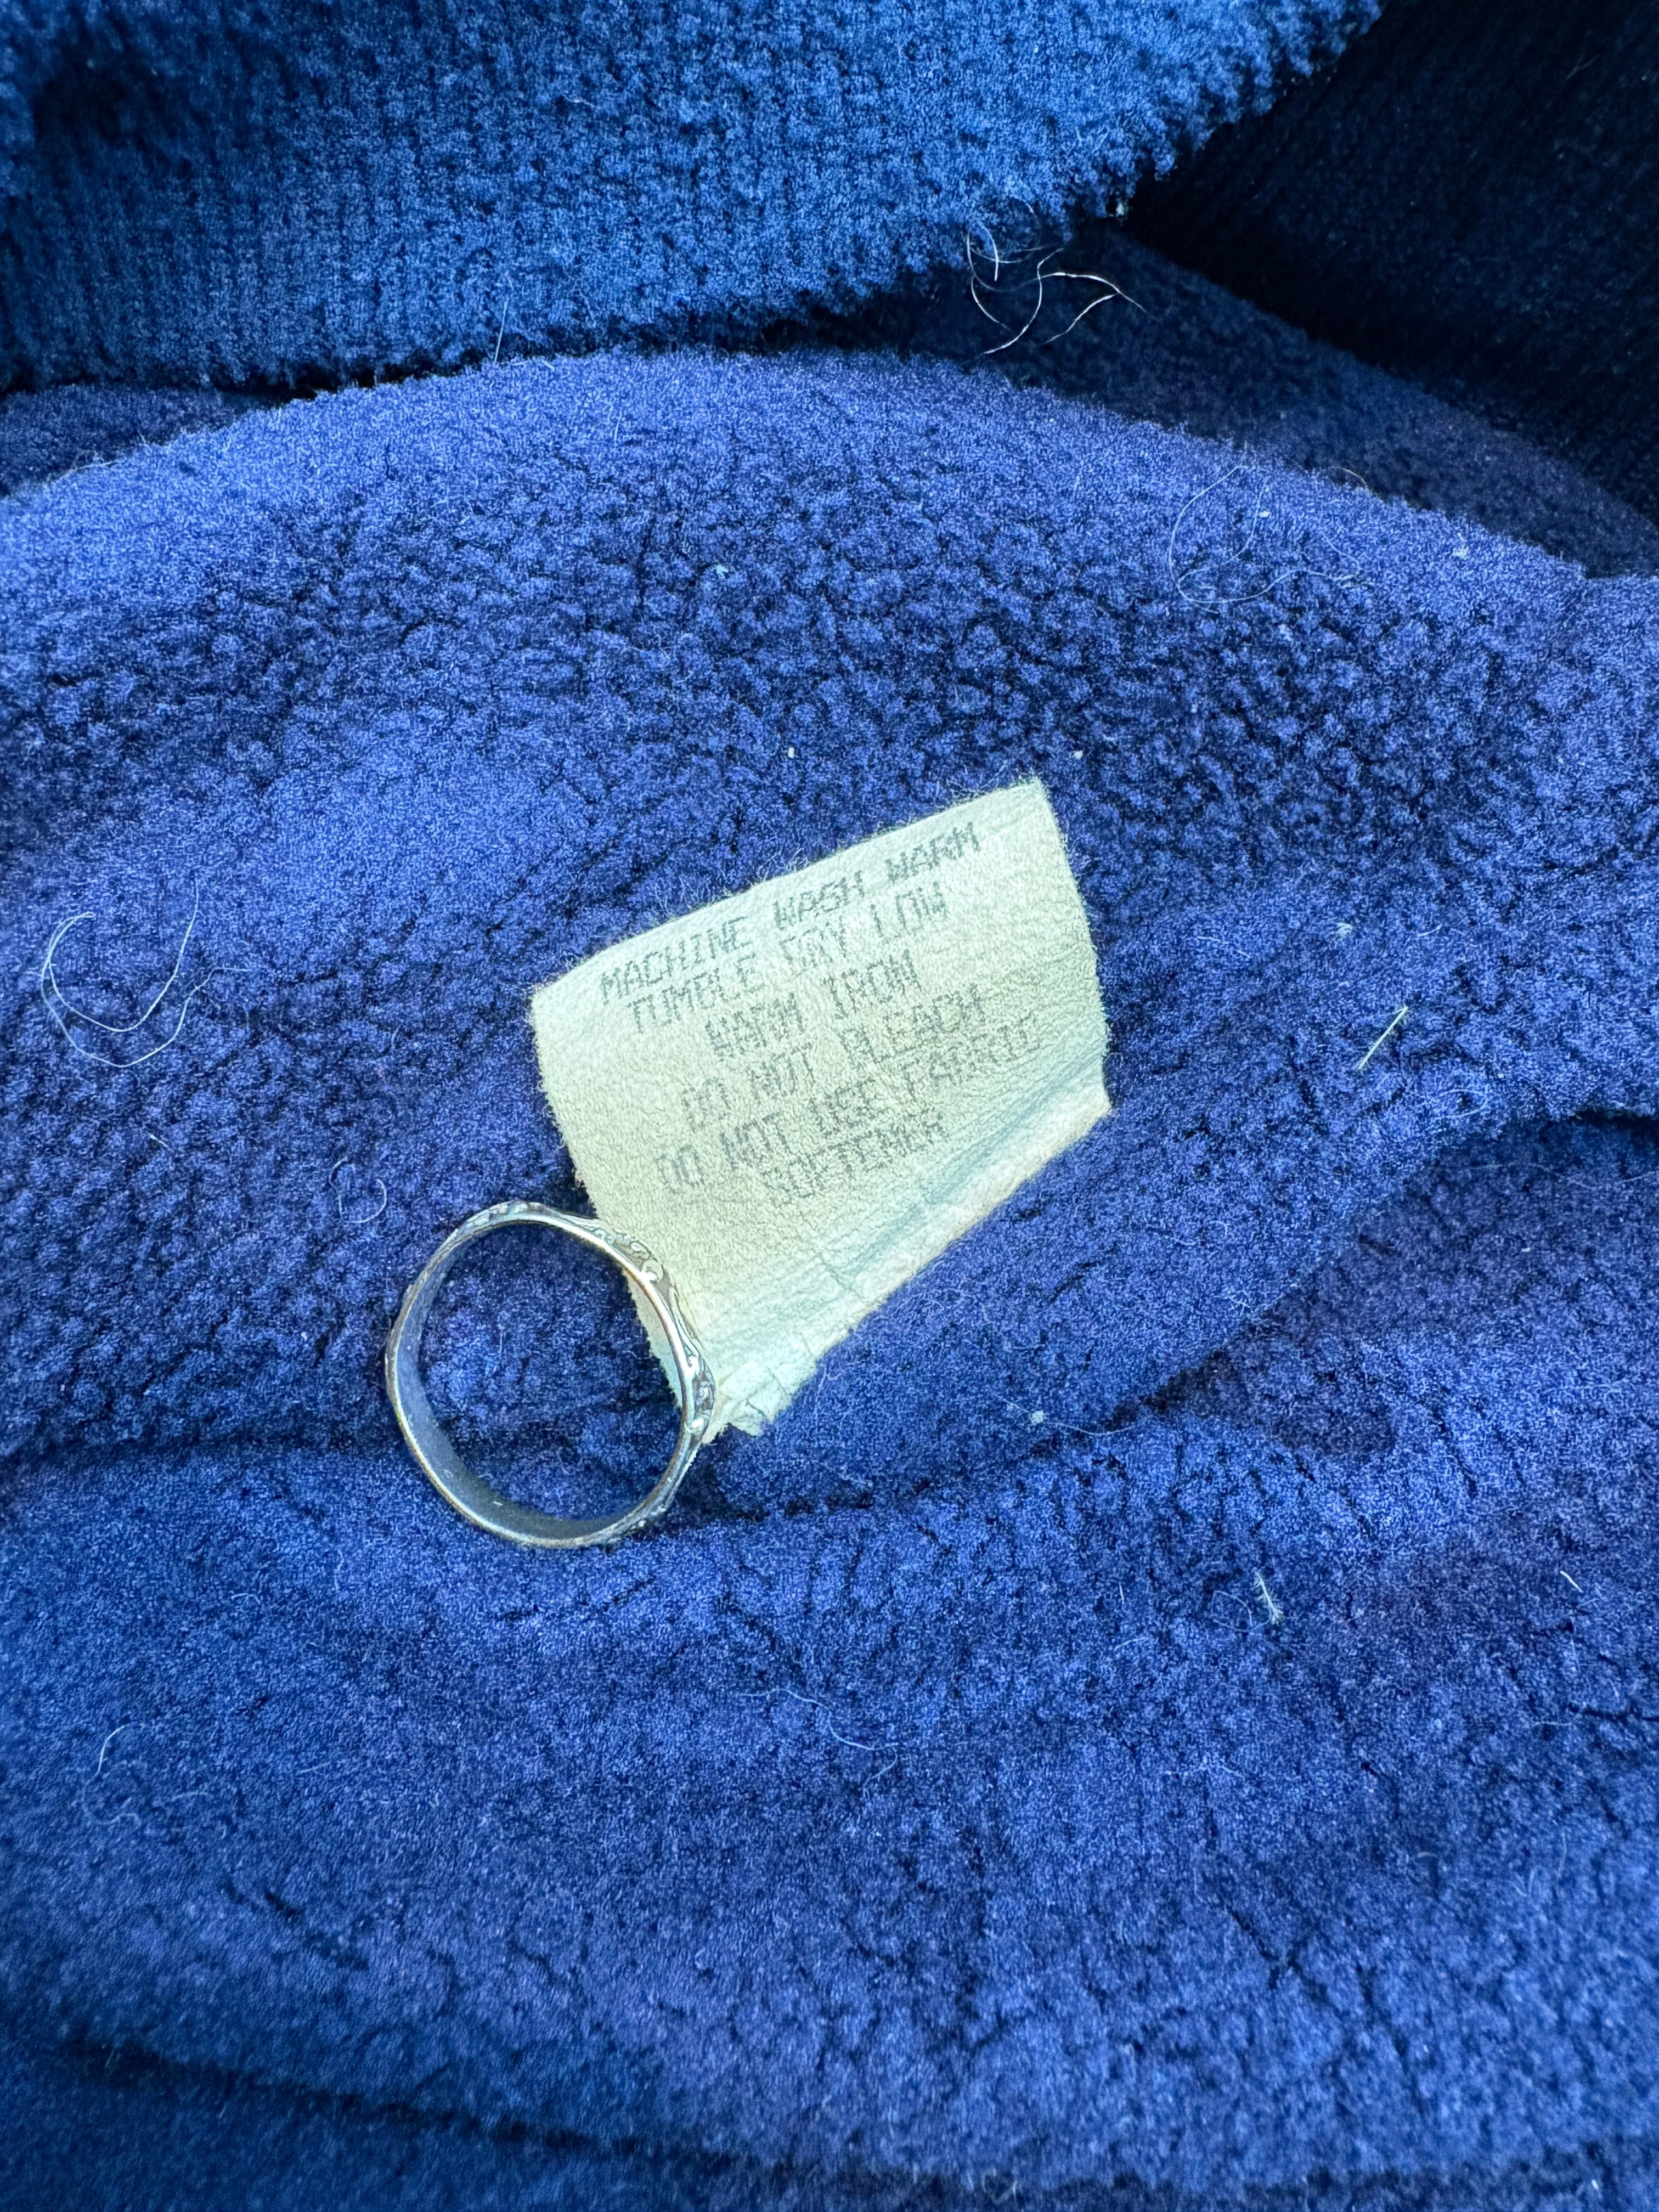 MACHINE WASH WARM
TUMBLE DRY LOW
WARM IRON
DO NOT BLEACH
DO NOT USE FABRIC
SOFTENER